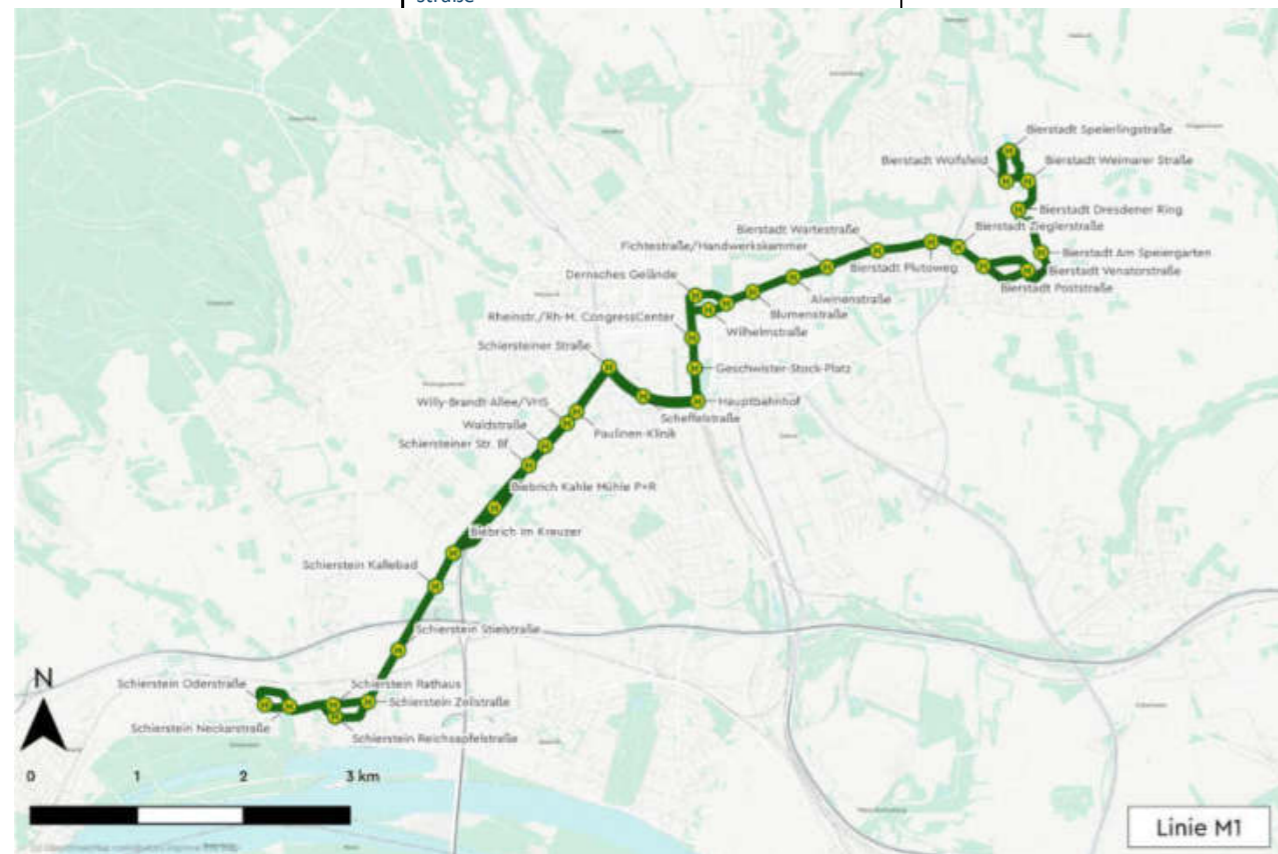 straße
Bierstadt Speierlingstraße
Bierstadt Wolfsfeld
Bierstadt Weimarer Straße
Bierstadt Dresdener Ring
Bierstadt Zieglerstraße
Bierstadt Wartestraße
Fichtestraße/Handwerkskammer
Bierstadt Am Speiergarten
Bierstadt Plutoweg
Bierstadt Venatorstraße
Dernsches Gelände
Bierstadt Poststraße
Alwinenstraße
Rheinstr./Rh-M. CongressCenter
Blumenstraße
Wilhelmstraße
Schiersteiner Straße
Geschwister-Stock-Platz
Willy-Brandt-Allee/VHS
Hauptbahnhof
Scheffelstraße
Waldstraße
Paulinen-Klinik
Schiersteiner Str. Bf
Biebrich Kahle Mühle P+R
Biebrich Im Kreuzer
Schierstein Kallebad
Schierstein Stielstraße
N
Schierstein Oderstraße
Schierstein Rathaus
Schierstein Zeilstraße
Schierstein Neckarstraße
Schierstein Reichsapfelstraße
0 1 2 3 km
Linie M1